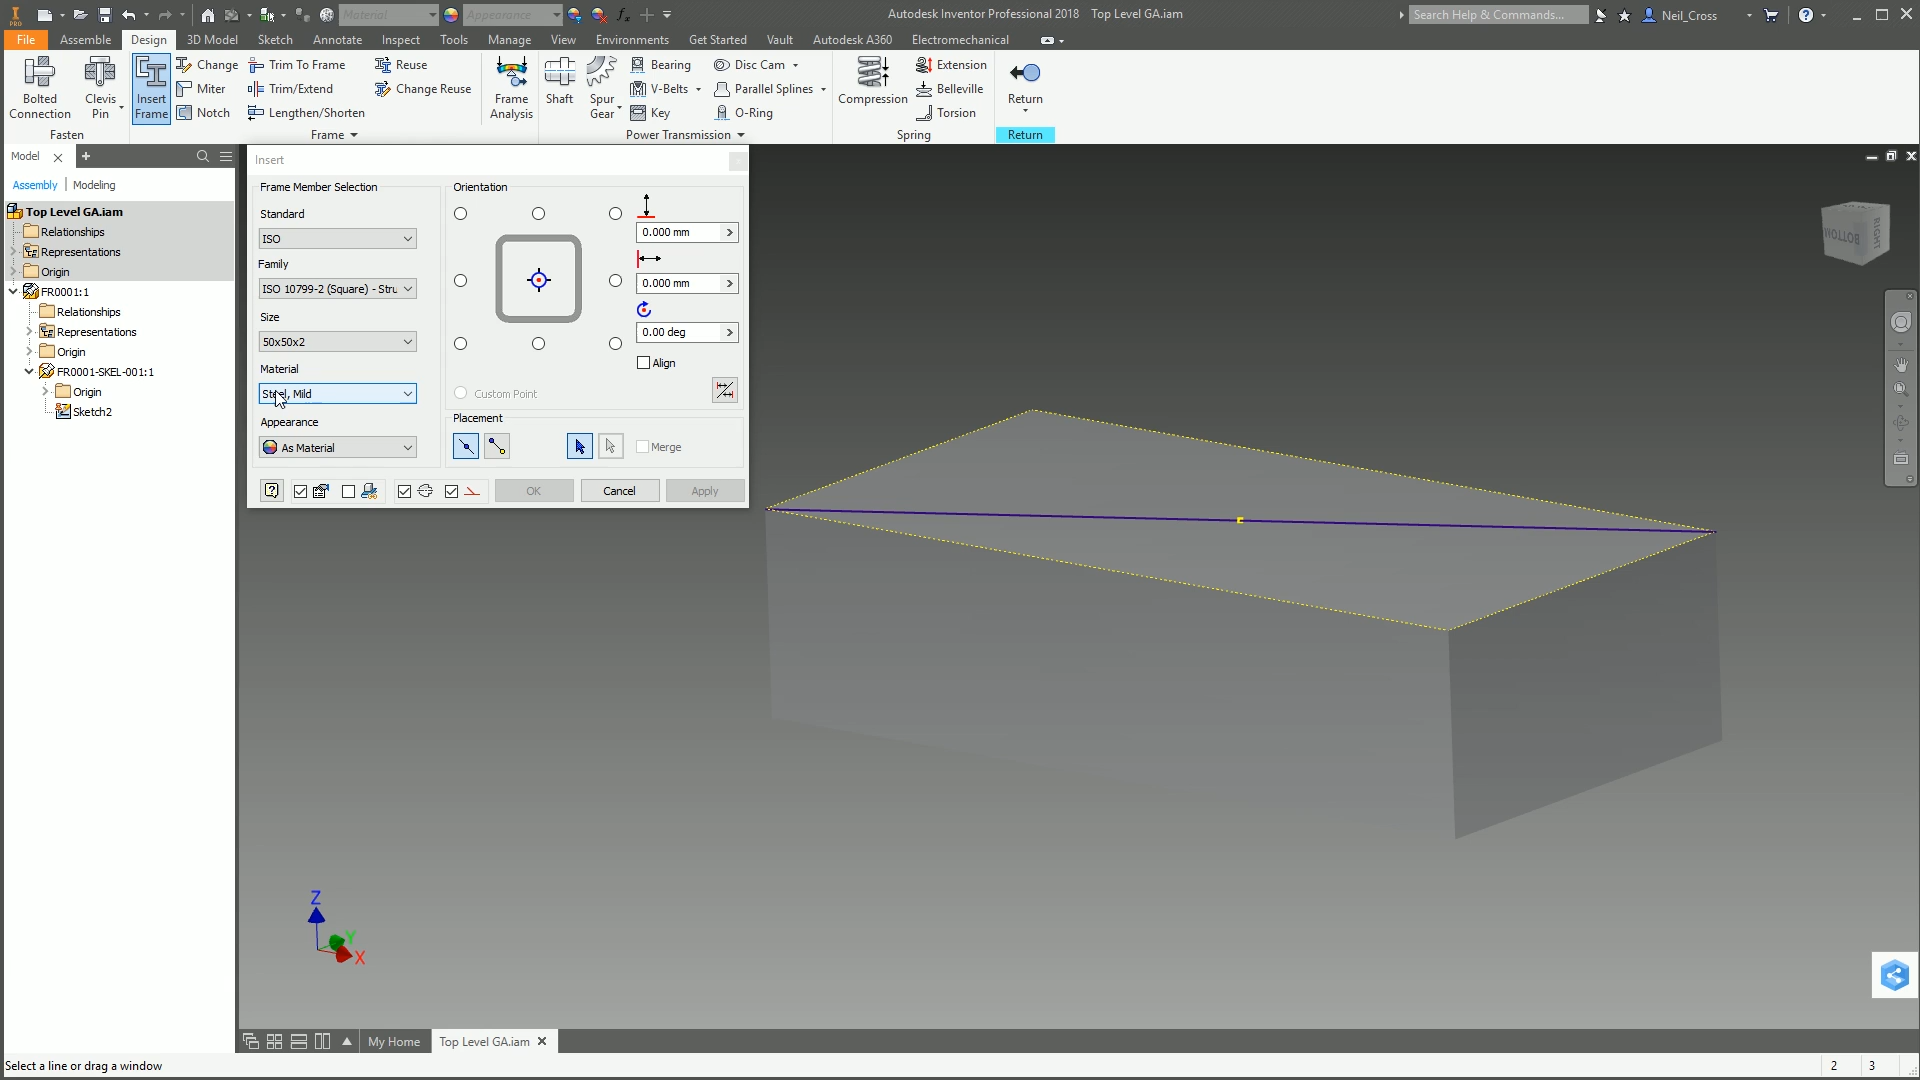 PRO
Material
Appearance
fx
Autodesk Inventor Professional 2018 Top Level GA.iam
Search Help & Commands...
Neil_Cross
File Assemble Design 3D Model Sketch Annotate Inspect Tools Manage View Environments Get Started Vault Autodesk A360 Electromechanical
Bolted Connection
Clevis Pin
Insert Frame
Change
Miter
Notch
Trim To Frame
Trim/Extend
Lengthen/Shorten
Reuse
Change Reuse
Frame Analysis
Shaft
Spur Gear
Bearing
V-Belts
Key
Disc Cam
Parallel Splines
O-Ring
Compression
Extension
Belleville
Torsion
Return
Fasten
Frame
Power Transmission
Spring
Return
Model
Assembly | Modeling
Top Level GA.iam
Relationships
Representations
Origin
FR0001:1
Relationships
Representations
Origin
FR0001-SKEL-001:1
Origin
Sketch2
Insert
Frame Member Selection
Standard
ISO
Family
ISO 10799-2 (Square) - Stru
Size
50x50x2
Material
Steel, Mild
Appearance
As Material
Orientation
0.000 mm
0.000 mm
0.00 deg
Align
Custom Point
Placement
Merge
OK
Cancel
Apply
BOTTOM
RIGHT
Z
Y
X
My Home
Top Level GA.iam
Select a line or drag a window
2 3